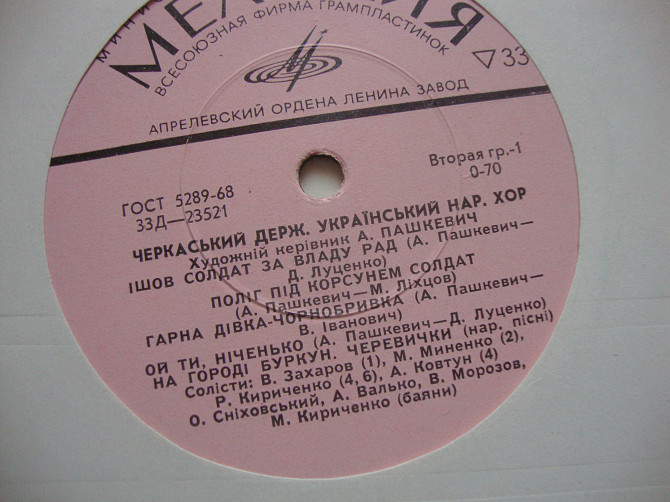 ВСЕСОЮЗНАЯ ФИРМА ГРАМПЛАСТИНОК
▽33
АПРЕЛЕВСКИЙ ОРДЕНА ЛЕНИНА ЗАВОД
ГОСТ 5289-68
33Д—23521
Вторая гр.-1
0-70
ЧЕРКАСЬКИЙ ДЕРЖ. УКРАЇНСЬКИЙ НАР. ХОР
Художній керівник А. ПАШКЕВИЧ
ІШОВ СОЛДАТ ЗА ВЛАДУ РАД (А. Пашкевич—
Д. Луценко)
ПОЛІГ ПІД КОРСУНЕМ СОЛДАТ
(А. Пашкевич—М. Ліхцов)
ГАРНА ДІВКА-ЧОРНОБРИВКА (А. Пашкевич—
В. Іванович)
ОЙ ТИ, НІЧЕНЬКО (А. Пашкевич—Д. Луценко)
НА ГОРОДІ БУРКУН. ЧЕРЕВИЧКИ (нар. пісні)
Солісти: В. Захаров (1), М. Миненко (2),
Р. Кириченко (4, 6), А. Ковтун (4)
О. Сніховський, А. Валько, В. Морозов,
М. Кириченко (баяни)